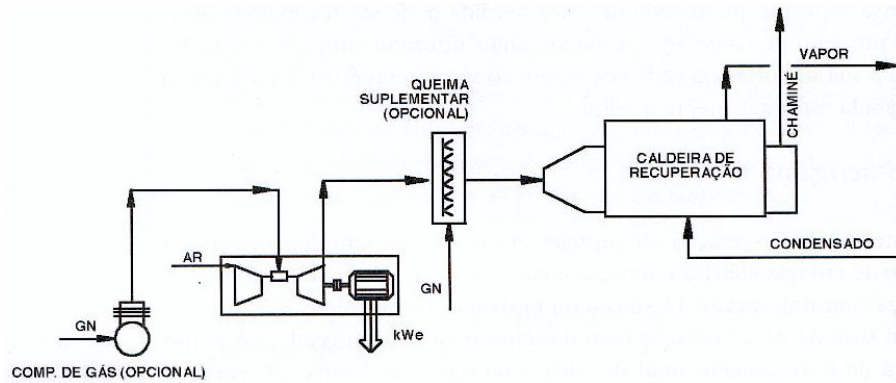 VAPOR
CHAMINÉ
QUEIMA
SUPLEMENTAR
(OPCIONAL)
CALDEIRA DE
RECUPERAÇÃO
CONDENSADO
AR
GN
kWe
GN
COMP. DE GÁS (OPCIONAL)